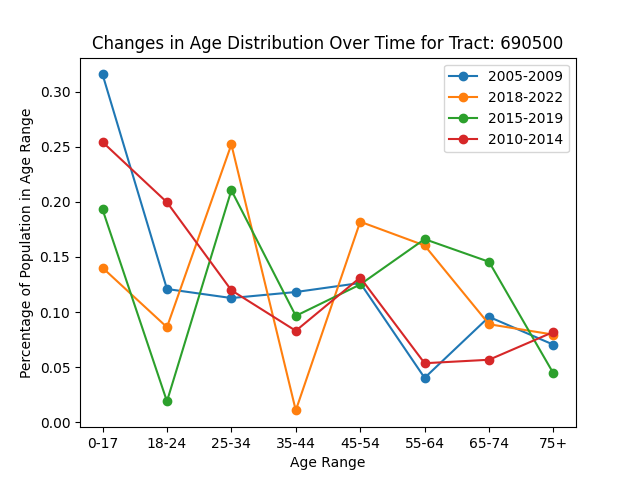 Changes in Age Distribution Over Time for Tract: 690500
2005-2009
2018-2022
2015-2019
2010-2014
Percentage of Population in Age Range
0.30
0.25
0.20
0.15
0.10
0.05
0.00
0-17 18-24 25-34 35-44 45-54 55-64 65-74 75+
Age Range